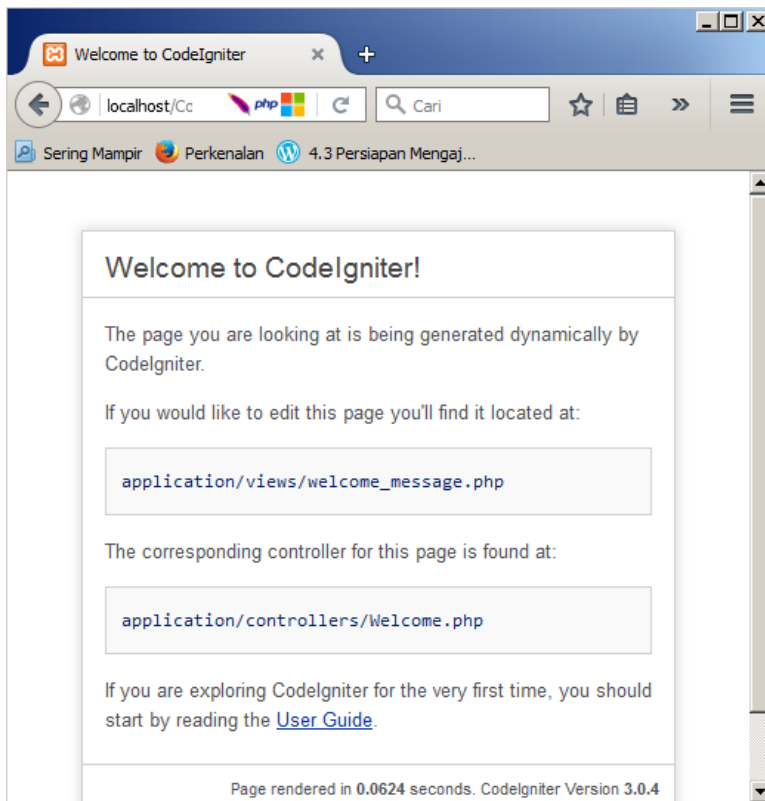 Welcome to CodeIgniter
localhost/Cc
php
Cari
Sering Mampir
Perkenalan
4.3 Persiapan Mengaj...
Welcome to CodeIgniter!
The page you are looking at is being generated dynamically by
CodeIgniter.
If you would like to edit this page you'll find it located at:
application/views/welcome_message.php
The corresponding controller for this page is found at:
application/controllers/Welcome.php
If you are exploring CodeIgniter for the very first time, you should
start by reading the User Guide.
Page rendered in 0.0624 seconds. CodeIgniter Version 3.0.4